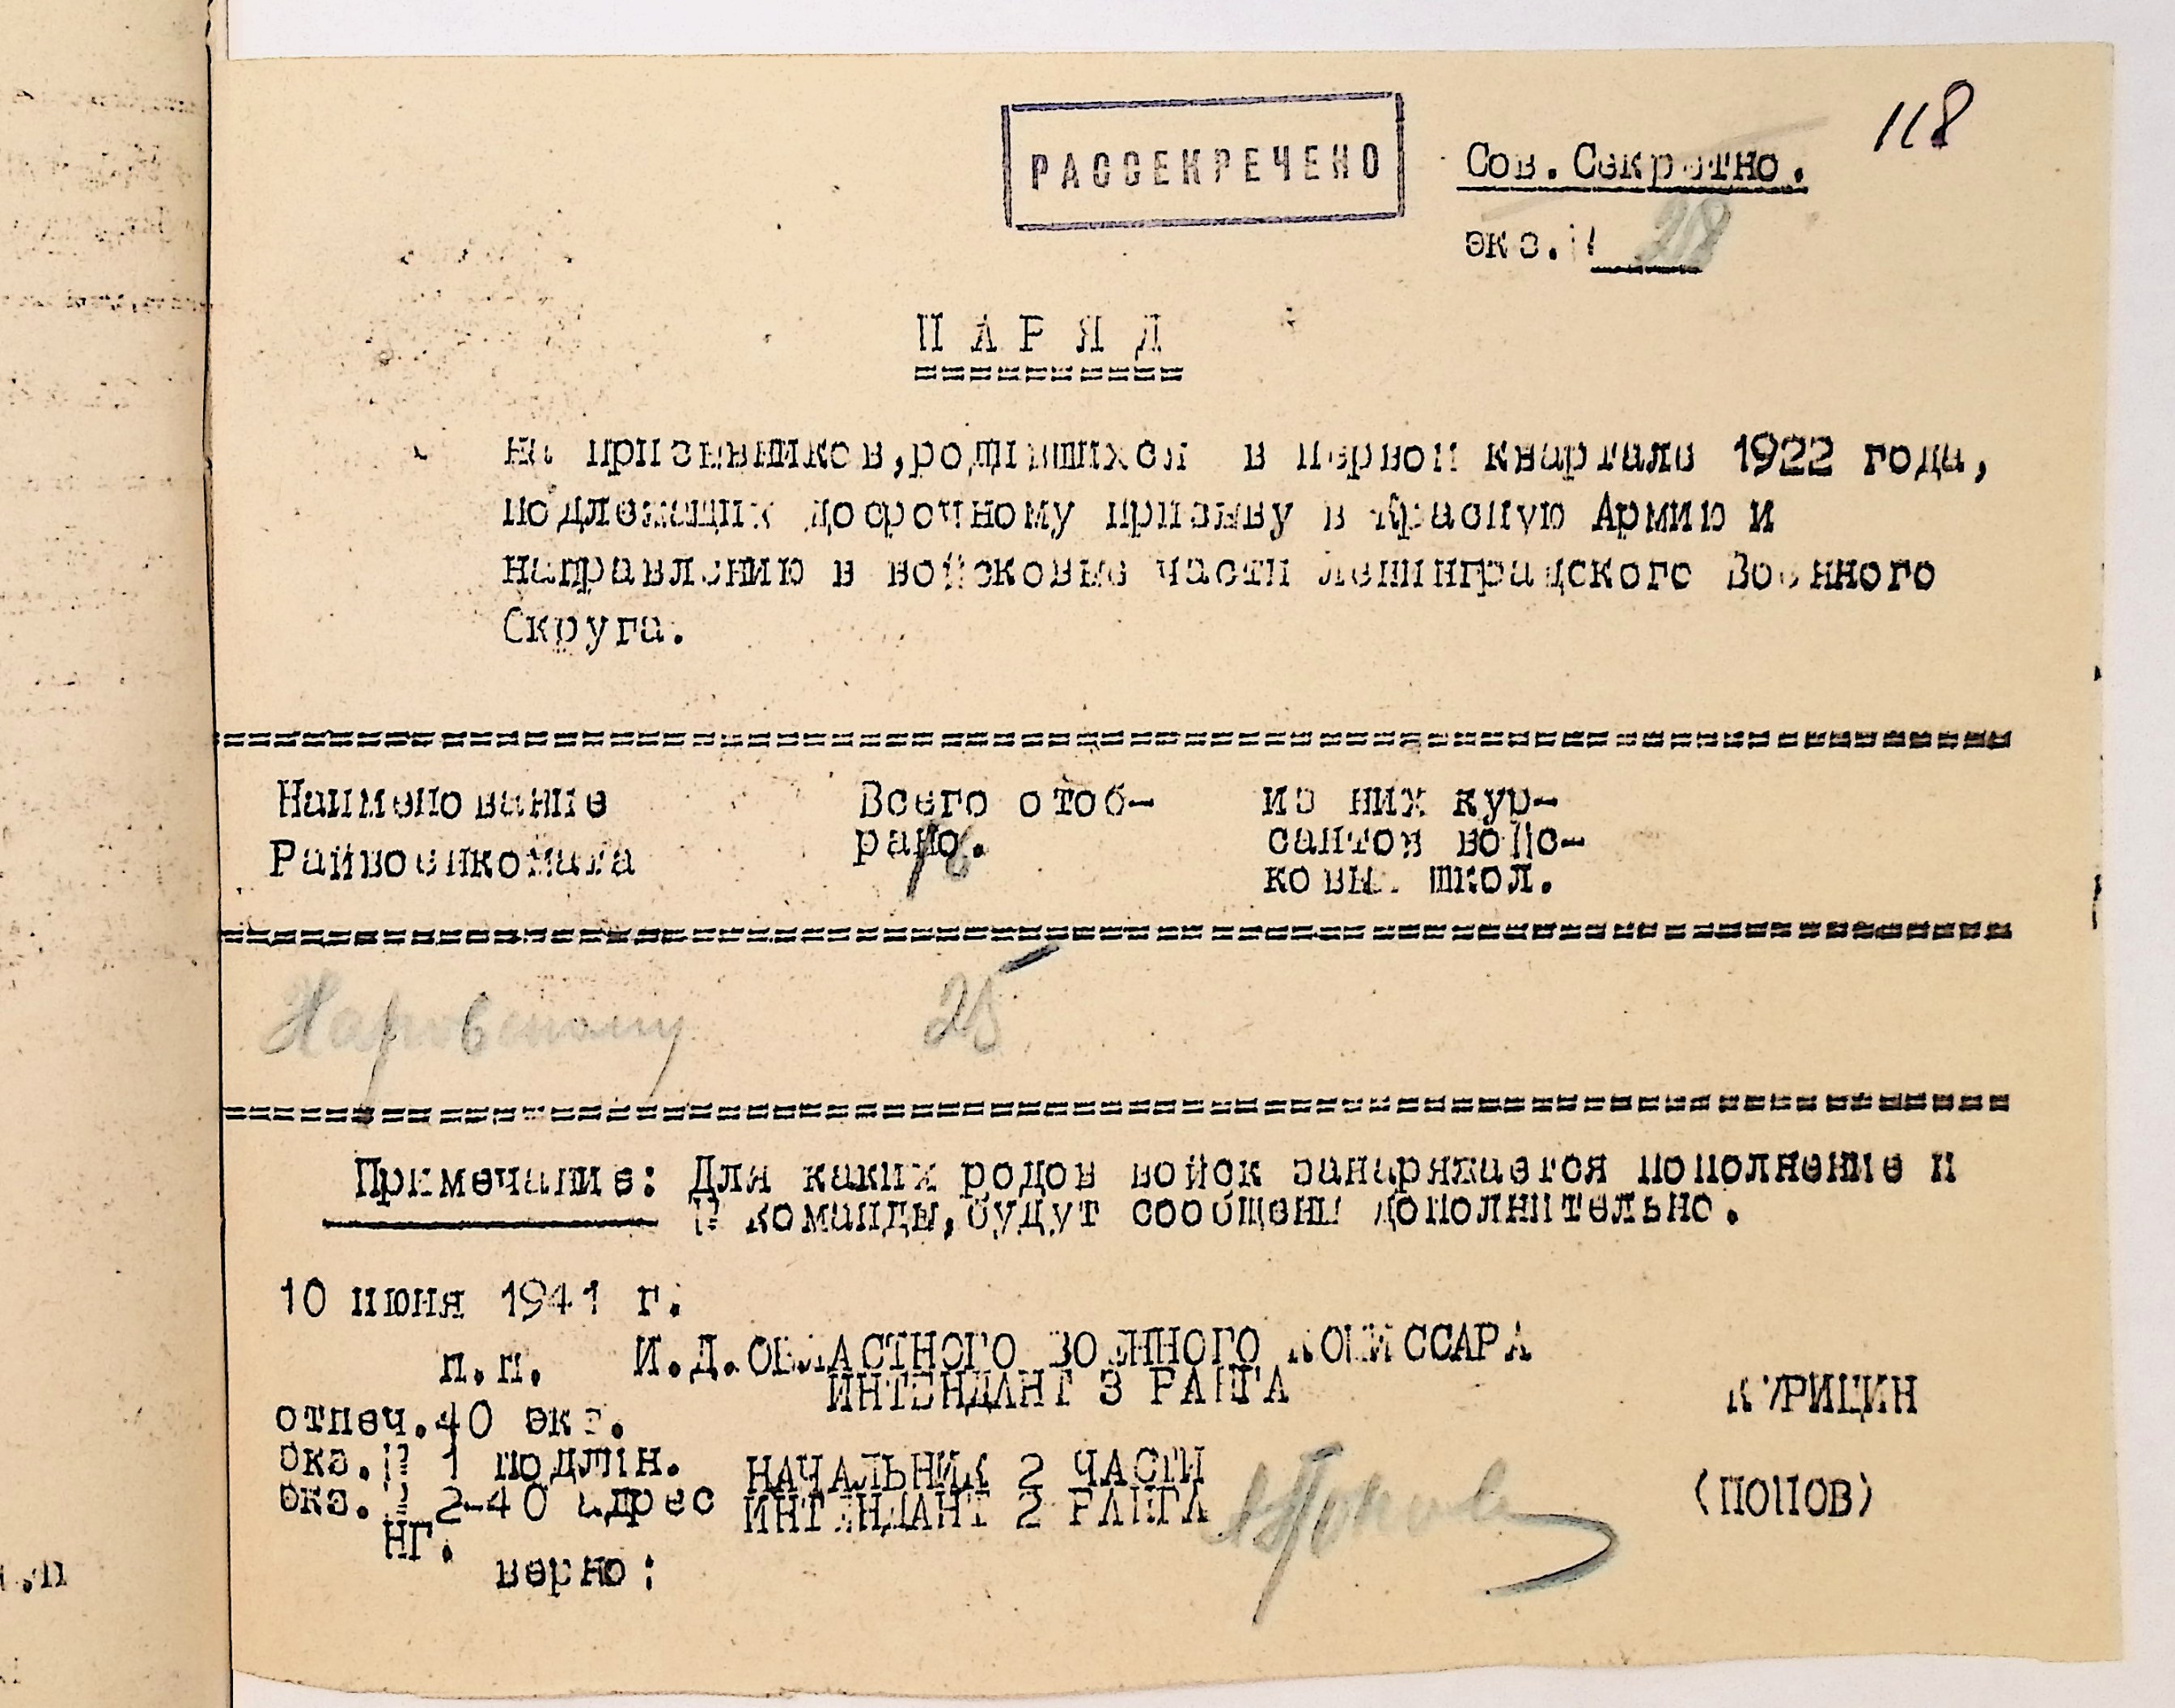 118
РАССЕКРЕЧЕНО
Сов.Секретно.
экз.№ 28
НАРЯД
на призывников,родившихся в первом квартале 1922 года,
подлежащих досрочному призыву в Красную Армию и
направлению в войсковые части Ленинградского Военного
Округа.
Наименование Райвоенкомата
Всего отоб-
рано.
из них кур-
сантов войс-
ковых школ.
25
Примечание: Для каких родов войск занаряжается пополнение и
№ команды,будут сообщены дополнительно.
10 июня 1941 г.
п.п. И.Д.ОБЛАСТНОГО ВОЕННОГО КОМИССАРА
ИНТЕНДАНТ 3 РАНГА КУРИЦИН
отпеч.40 экз.
экз.№ 1 подлин.
экз.№ 2-40 адрес
НГ.
НАЧАЛЬНИК 2 ЧАСТИ
ИНТЕНДАНТ 2 РАНГА Попов (ПОПОВ)
верно: